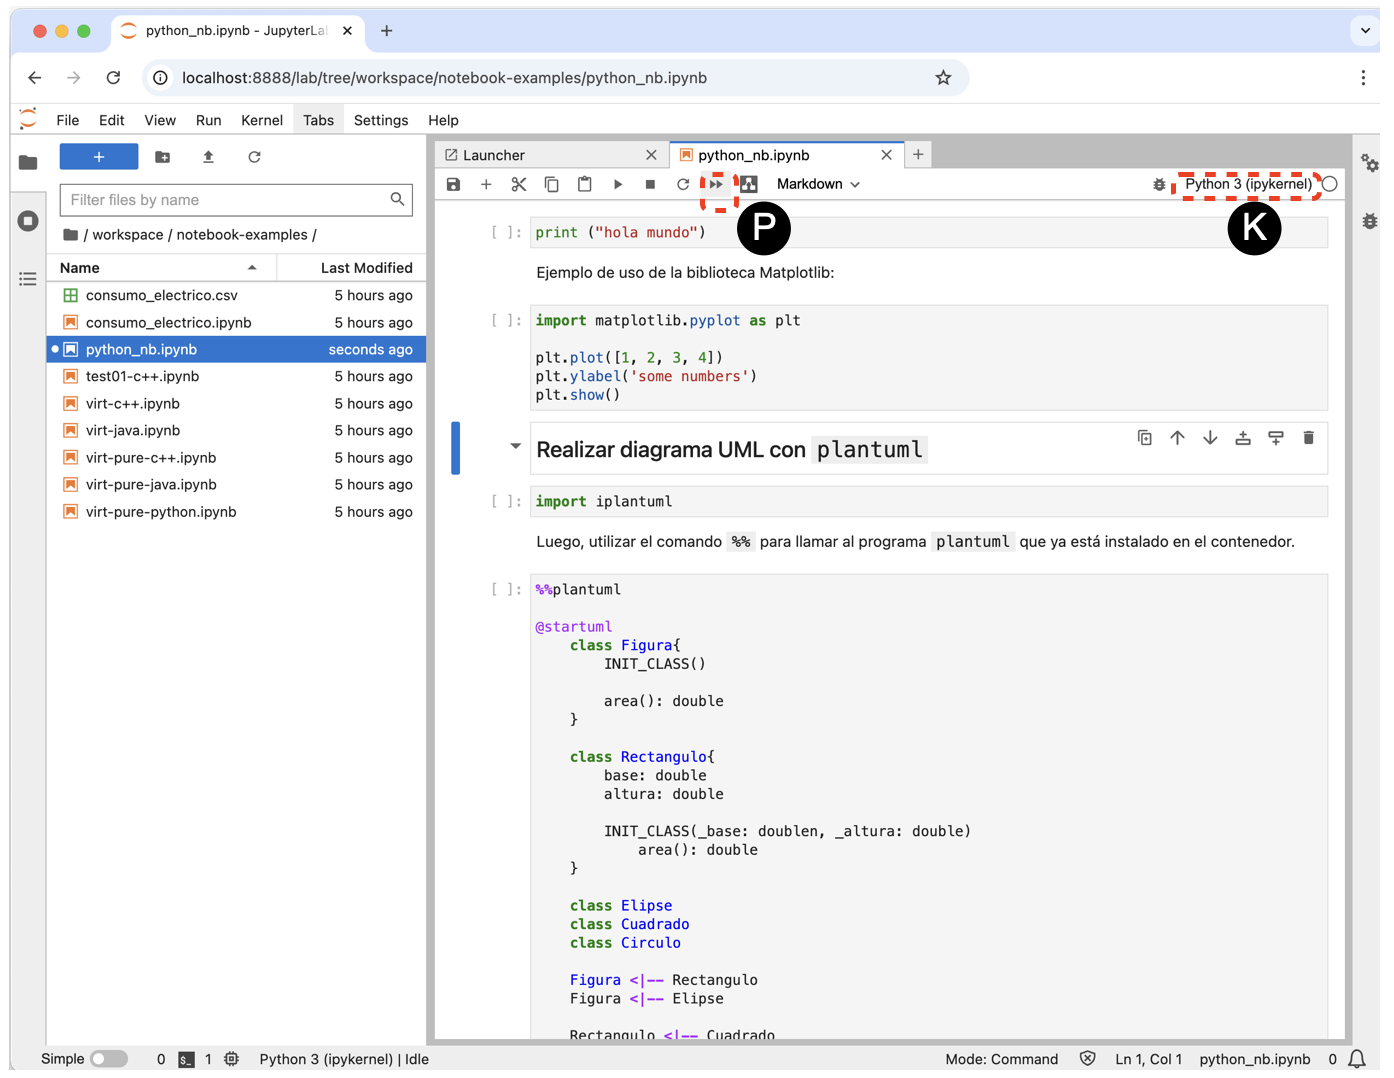 python_nb.ipynb - JupyterLa
localhost:8888/lab/tree/workspace/notebook-examples/python_nb.ipynb
File Edit View Run Kernel Tabs Settings Help
Launcher
python_nb.ipynb
Markdown
Python 3 (ipykernel)
P
K
Filter files by name
/ workspace / notebook-examples /
Name Last Modified
consumo_electrico.csv 5 hours ago
consumo_electrico.ipynb 5 hours ago
python_nb.ipynb seconds ago
test01-c++.ipynb 5 hours ago
virt-c++.ipynb 5 hours ago
virt-java.ipynb 5 hours ago
virt-pure-c++.ipynb 5 hours ago
virt-pure-java.ipynb 5 hours ago
virt-pure-python.ipynb 5 hours ago
[ ]: print ("hola mundo")
Ejemplo de uso de la biblioteca Matplotlib:
[ ]: import matplotlib.pyplot as plt
plt.plot([1, 2, 3, 4])
plt.ylabel('some numbers')
plt.show()
Realizar diagrama UML con plantuml
[ ]: import iplantuml
Luego, utilizar el comando %% para llamar al programa plantuml que ya está instalado en el contenedor.
[ ]: %%plantuml
@startuml
class Figura{
INIT_CLASS()
area(): double
}
class Rectangulo{
base: double
altura: double
INIT_CLASS(_base: doublen, _altura: double)
area(): double
}
class Elipse
class Cuadrado
class Circulo
Figura <|-- Rectangulo
Figura <|-- Elipse
Rectangulo <|-- Cuadrado
Simple 0 $_ 1 Python 3 (ipykernel) | Idle Mode: Command Ln 1, Col 1 python_nb.ipynb 0